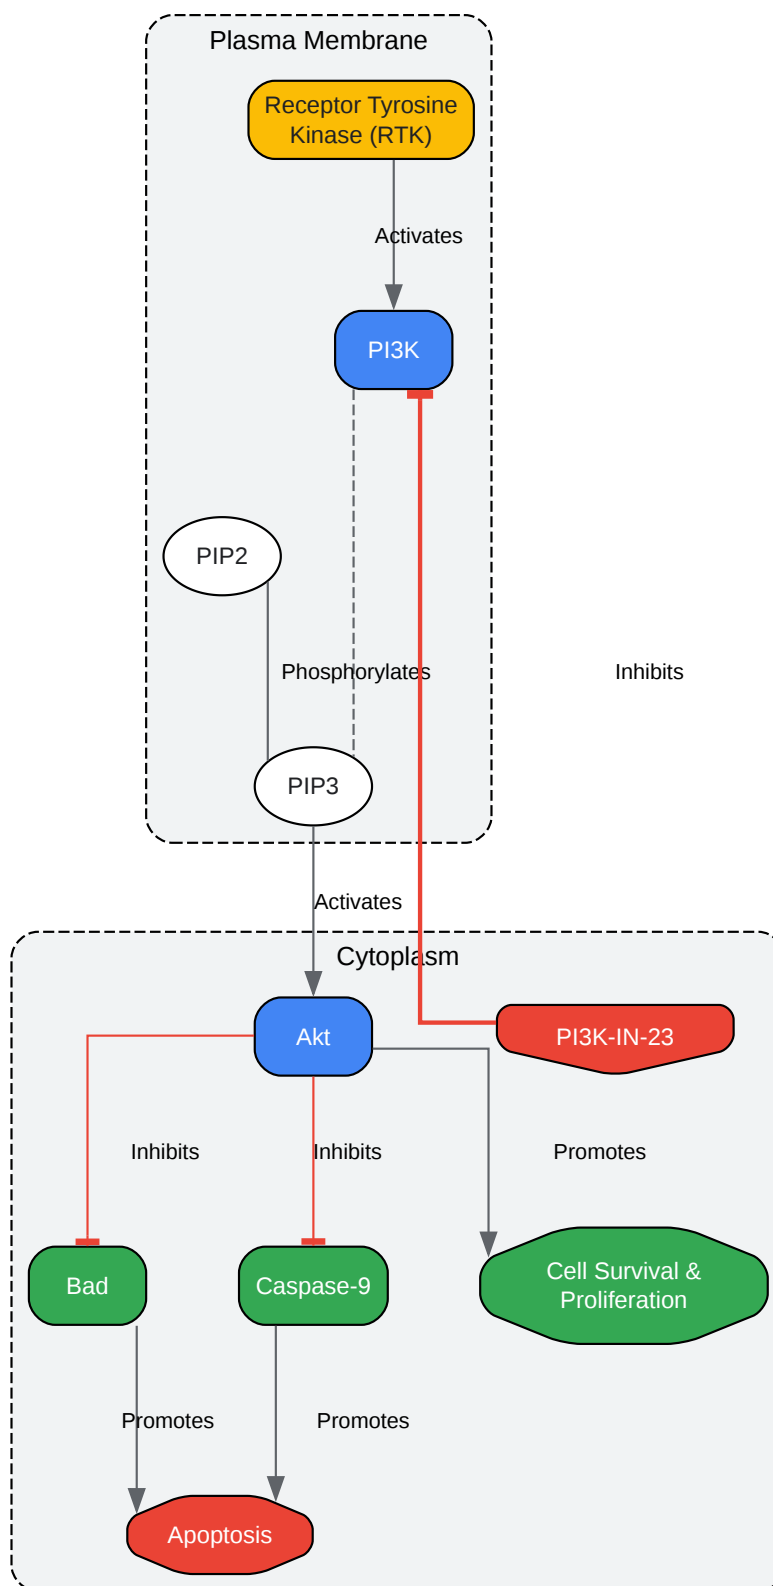 Plasma Membrane
Receptor Tyrosine
Kinase (RTK)
Activates
PI3K
PIP2
Phosphorylates
Inhibits
PIP3
Activates
Cytoplasm
Akt
PI3K-IN-23
Inhibits
Inhibits
Promotes
Bad
Caspase-9
Cell Survival &
Proliferation
Promotes
Promotes
Apoptosis